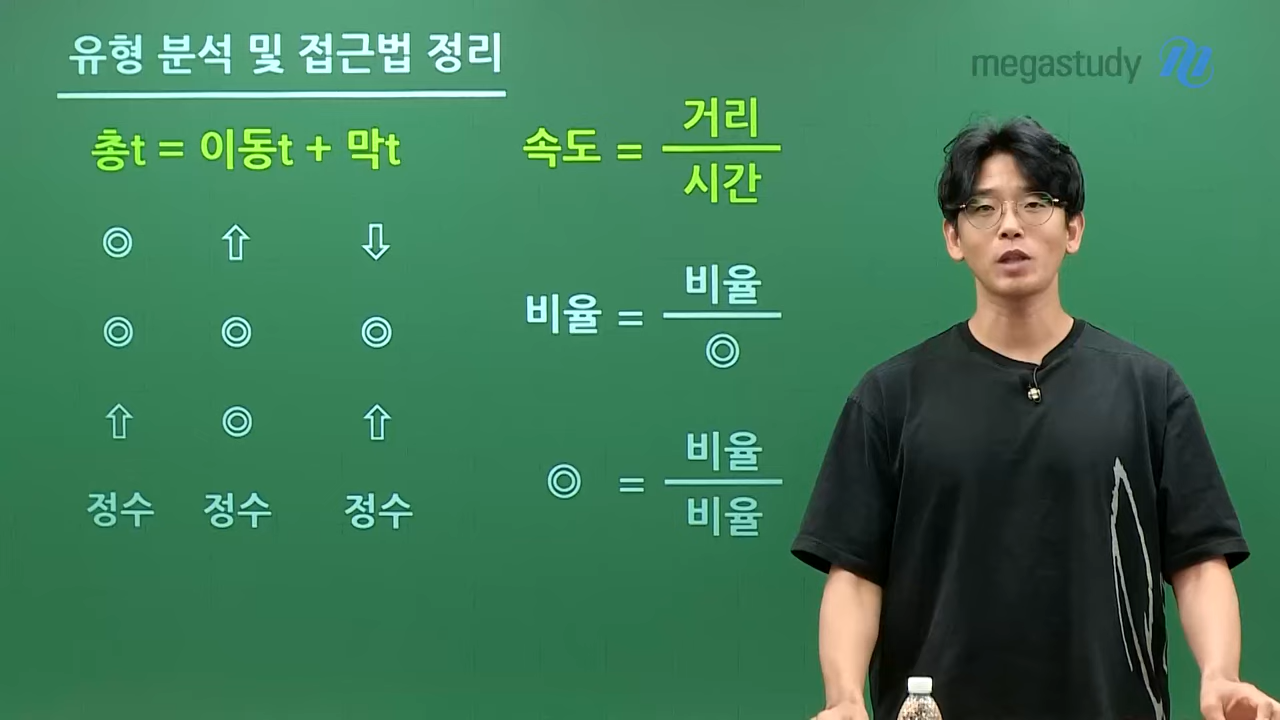 유형 분석 및 접근법 정리
megastudy
총t = 이동t + 막t
◎ ⇧ ⇩
◎ ◎ ◎
⇧ ◎ ⇧
정수 정수 정수
속도 = 거리
시간
비율 = 비율
◎
◎ = 비율
비율